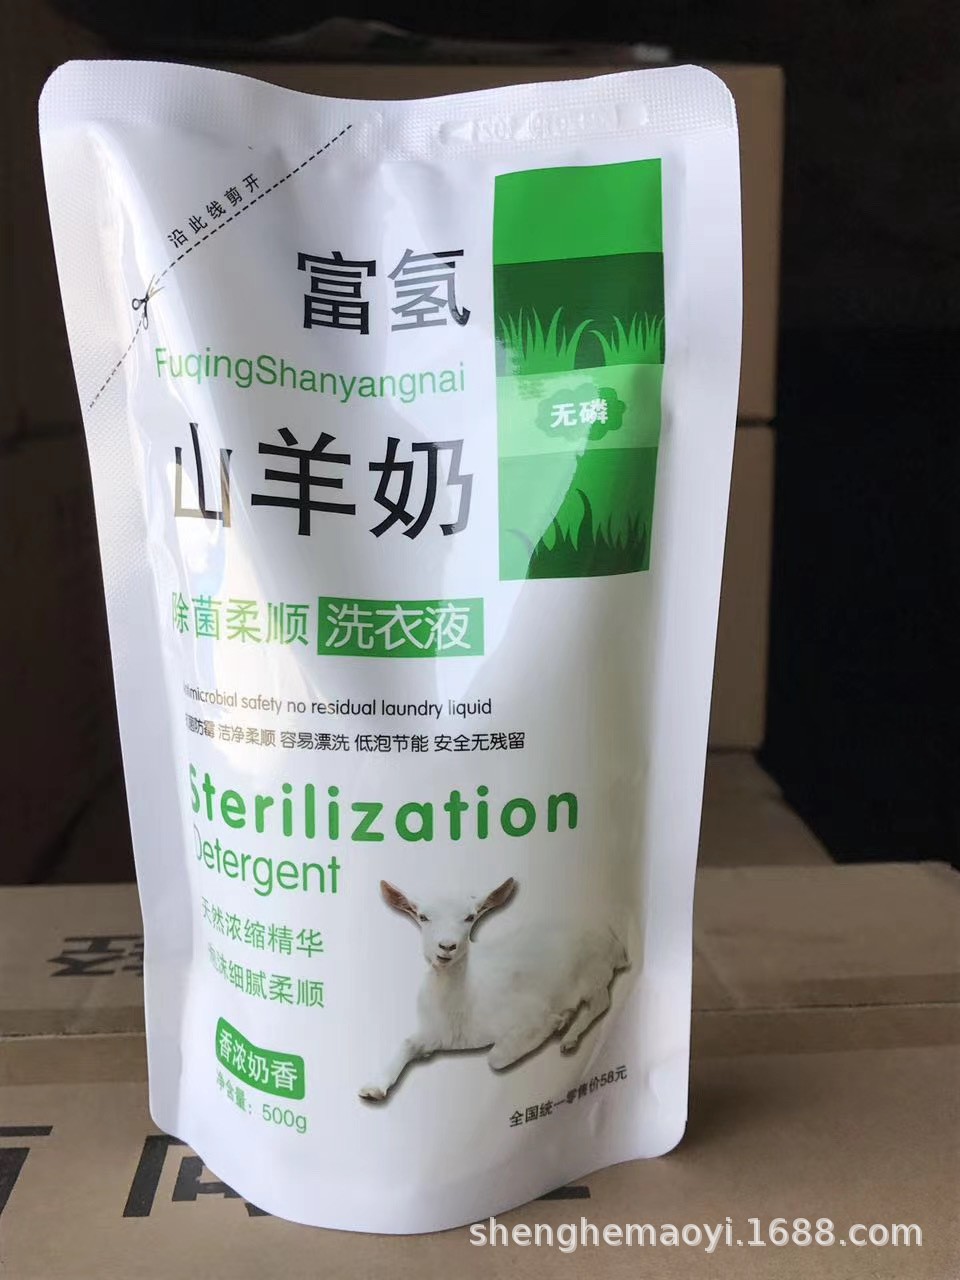 沿此线剪开
富氢
FuqingShanyangnai
山羊奶
无磷
除菌柔顺 洗衣液
safety no residual laundry liquid
洁净柔顺 容易漂洗 低泡节能 安全无残留
Sterilization
Detergent
天然浓缩精华
泡沫细腻柔顺
香浓奶香
净含量：500g
全国统一零售价58元
shenghemaoyi.1688.com